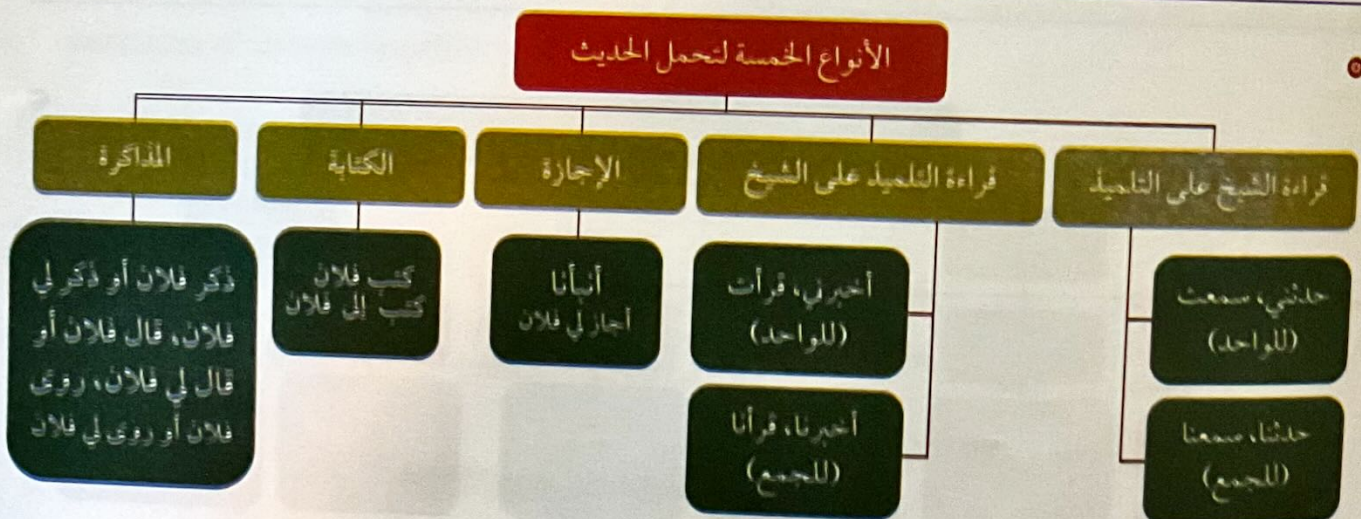 الأنواع الخمسة لتحمل الحديث
قراءة الشيخ على التلميذ
حدثني، سمعت
(للواحد)
حدثنا، سمعنا
(للجمع)
قراءة التلميذ على الشيخ
أخبرني، قرأت
(للواحد)
أخبرنا، قرأنا
(للجمع)
الإجازة
أنبأنا
أجاز لي فلان
الكتابة
كتب فلان
كتب إلى فلان
المذاكرة
ذكر فلان أو ذكر لي
فلان، قال فلان أو
قال لي فلان، روى
فلان أو روى لي فلان